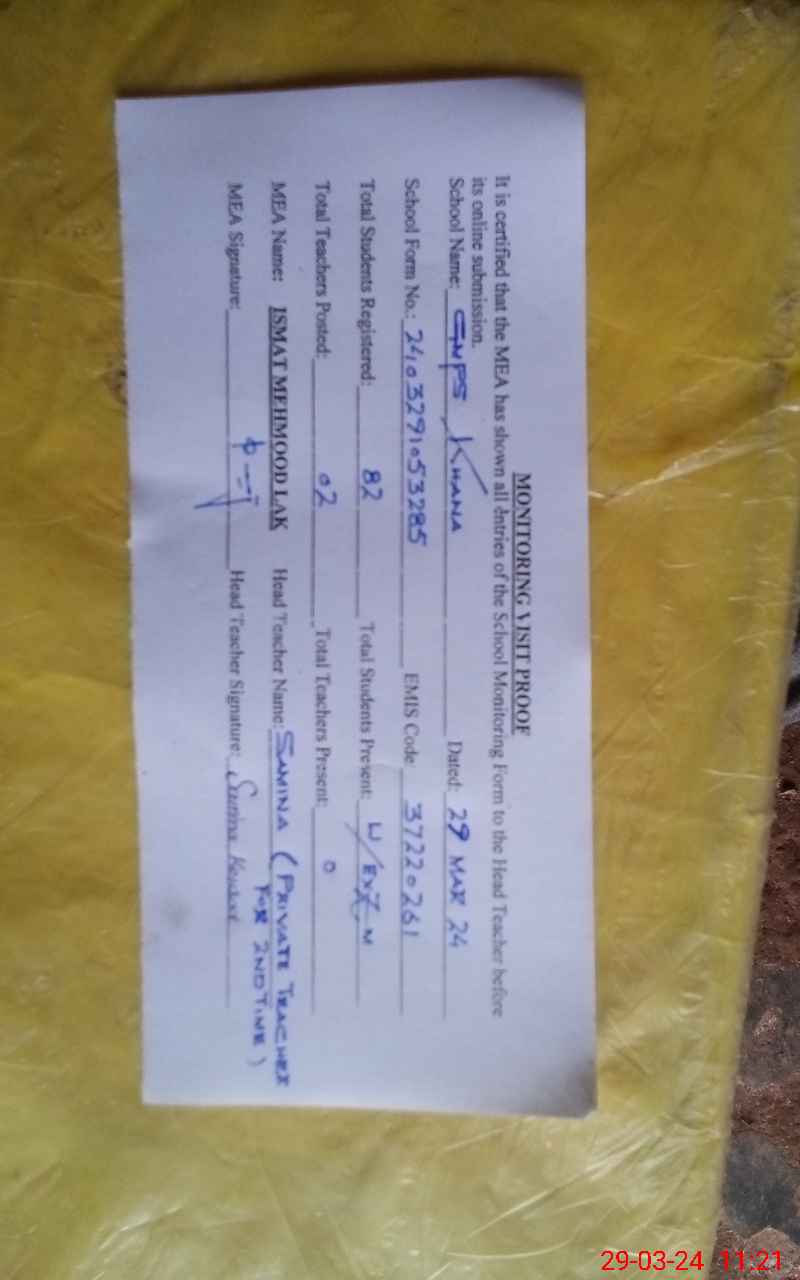 MONITORING VISIT PROOF
It is certified that the MEA has shown all entries of the School Monitoring Form to the Head Teacher before
its online submission.
School Name: GMPS KHANA Dated: 29 MAR 24
School Form No.: 24103291053285 EMIS Code 37220261
Total Students Registered: 82 Total Students Present:
Total Teachers Posted: 02 Total Teachers Present: 0
MEA Name: ISMAT MEHMOOD LAK Head Teacher Name: SAMINA (PRIVATE TEACHER
FOR 2ND TIME)
MEA Signature: Head Teacher Signature:
29-03-24 11:21